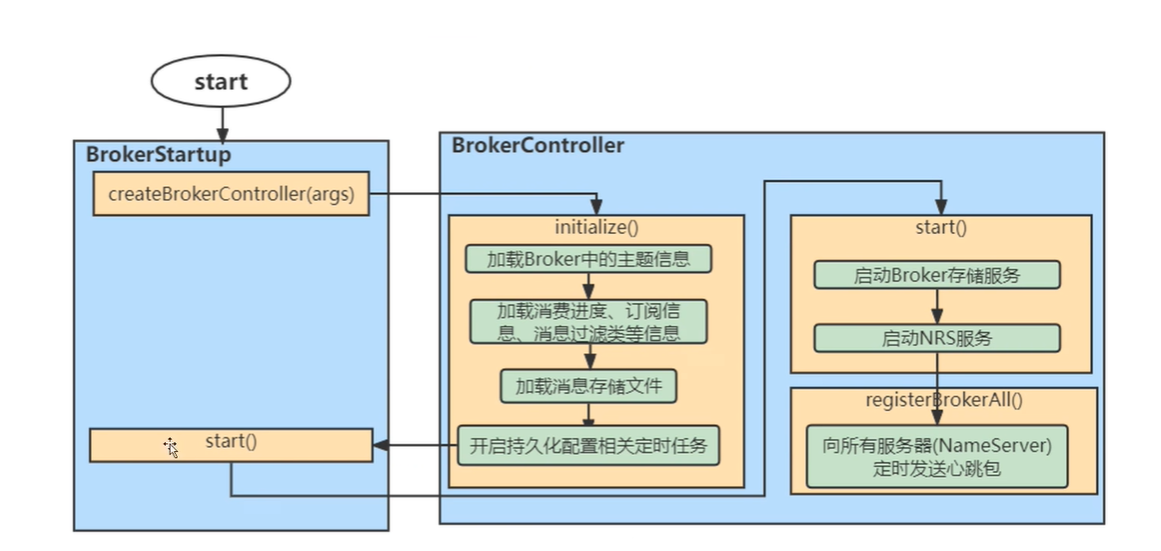 start
BrokerStartup
createBrokerController(args)
start()
BrokerController
initialize()
加载Broker中的主题信息
加载消费进度、订阅信
息、消息过滤类等信息
加载消息存储文件
开启持久化配置相关定时任务
start()
启动Broker存储服务
启动NRS服务
registerBrokerAll()
向所有服务器(NameServer)
定时发送心跳包